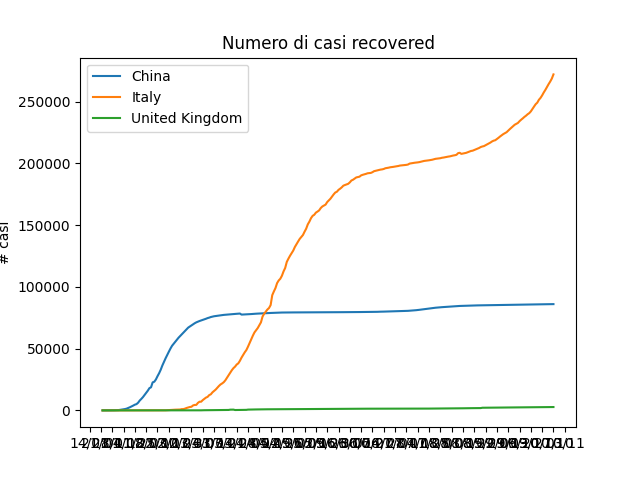 Numero di casi recovered
China
Italy
United Kingdom
250000
200000
150000
100000
50000
0
# casi